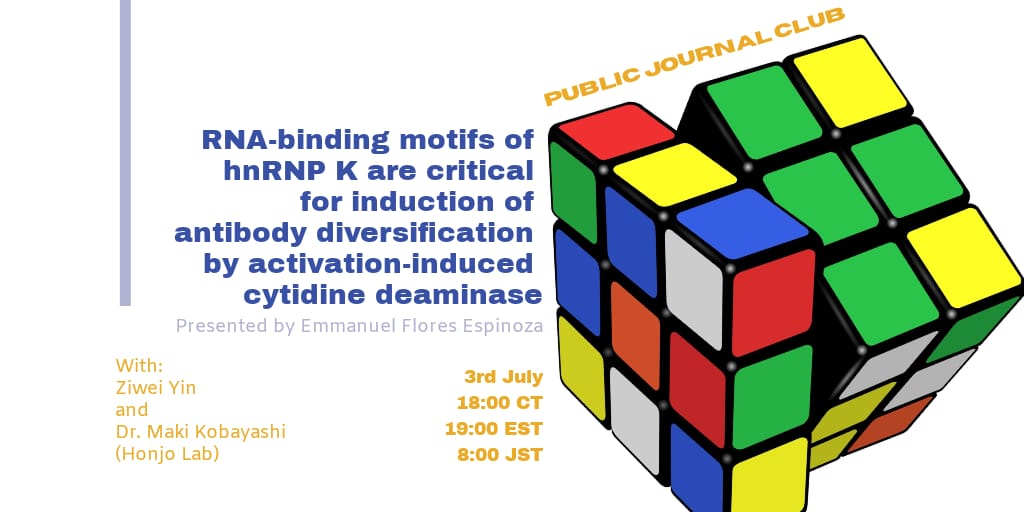 PUBLIC JOURNAL CLUB
RNA-binding motifs of
hnRNP K are critical
for induction of
antibody diversification
by activation-induced
cytidine deaminase
Presented by Emmanuel Flores Espinoza
With:
Ziwei Yin
and
Dr. Maki Kobayashi
(Honjo Lab)
3rd July
18:00 CT
19:00 EST
8:00 JST